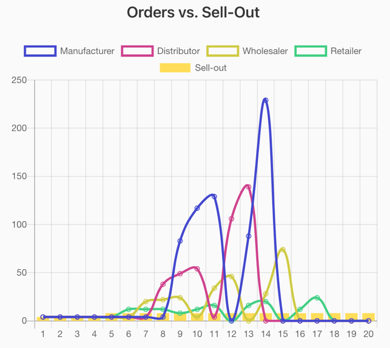 Orders vs. Sell-Out
Manufacturer Distributor Wholesaler Retailer
Sell-out
250
200
150
100
50
0
1 2 3 4 5 6 7 8 9 10 11 12 13 14 15 16 17 18 19 20